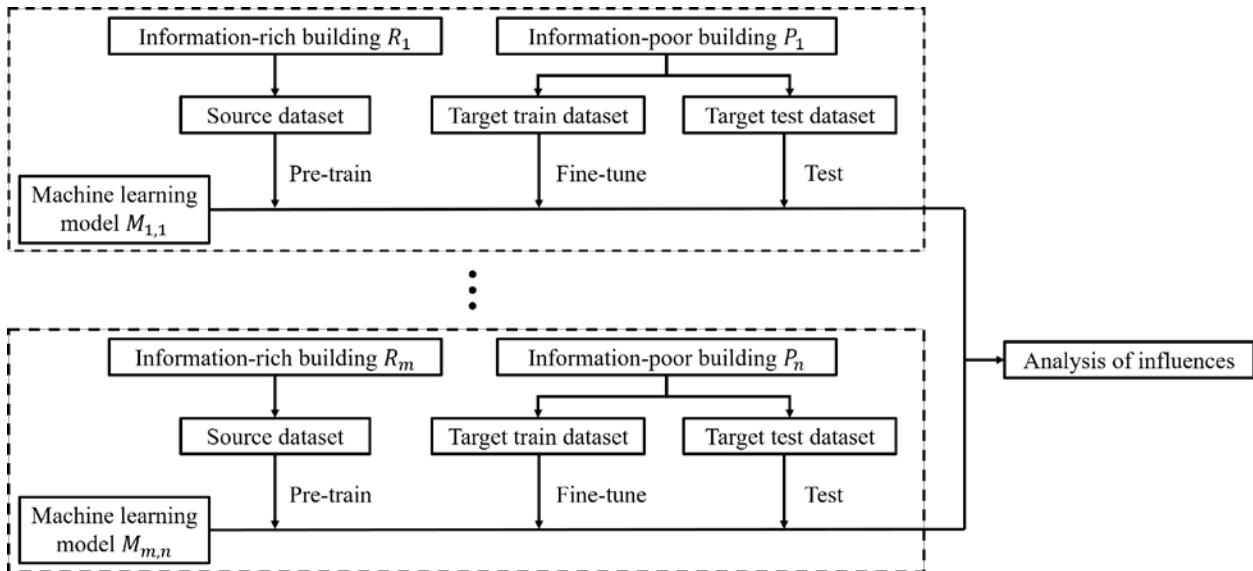 Information-rich building R₁
Information-poor building P₁
Source dataset
Target train dataset
Target test dataset
Pre-train
Fine-tune
Test
Machine learning
model M₁,₁
Information-rich building Rₘ
Information-poor building Pₙ
Analysis of influences
Source dataset
Target train dataset
Target test dataset
Pre-train
Fine-tune
Test
Machine learning
model Mₘ,ₙ